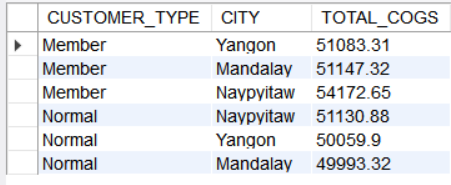 CUSTOMER_TYPE CITY TOTAL_COGS
Member Yangon 51083.31
Member Mandalay 51147.32
Member Naypyitaw 54172.65
Normal Naypyitaw 51130.88
Normal Yangon 50059.9
Normal Mandalay 49993.32